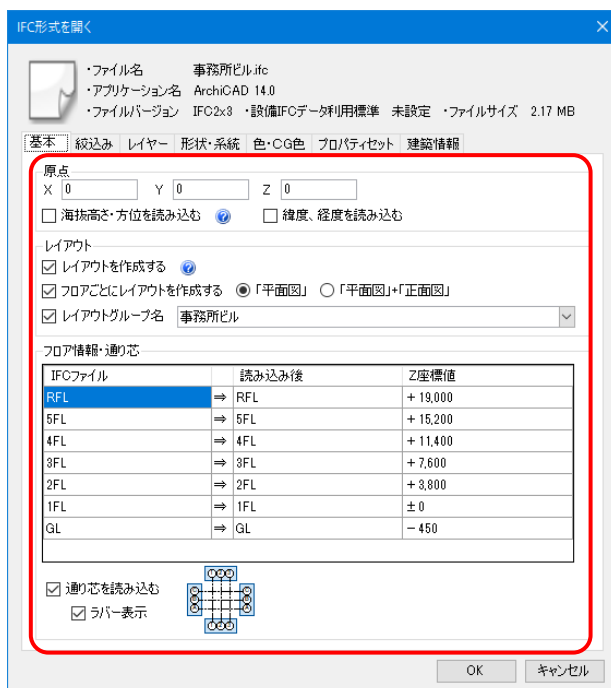 IFC形式を開く
・ファイル名 事務所ビル.ifc
・アプリケーション名 ArchiCAD 14.0
・ファイルバージョン IFC2x3 ・設備IFCデータ利用標準 未設定 ・ファイルサイズ 2.17 MB
基本 絞込み レイヤー 形状・系統 色・CG色 プロパティセット 建築情報
原点
X 0 Y 0 Z 0
海抜高さ・方位を読み込む 緯度、経度を読み込む
レイアウト
レイアウトを作成する
フロアごとにレイアウトを作成する 「平面図」 「平面図」+「正面図」
レイアウトグループ名 事務所ビル
フロア情報・通り芯
IFCファイル 読み込み後 Z座標値
RFL ⇒ RFL + 19,000
5FL ⇒ 5FL + 15,200
4FL ⇒ 4FL + 11,400
3FL ⇒ 3FL + 7,600
2FL ⇒ 2FL + 3,800
1FL ⇒ 1FL ± 0
GL ⇒ GL − 450
通り芯を読み込む
ラバー表示
OK キャンセル